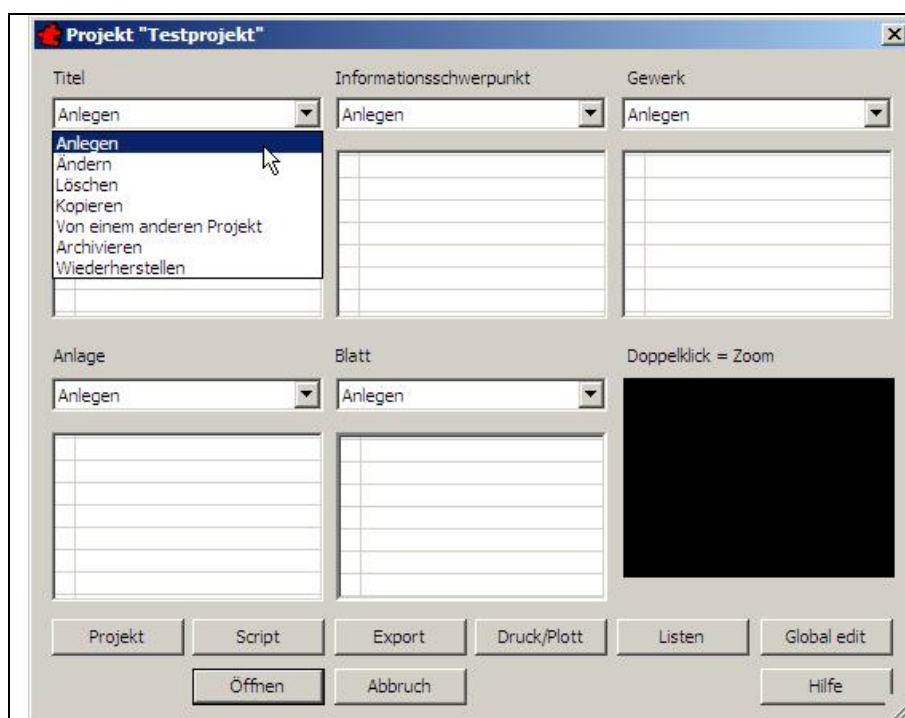 Projekt "Testprojekt"
Titel Informationsschwerpunkt Gewerk
Anlegen Anlegen Anlegen
Anlegen
Ändern
Löschen
Kopieren
Von einem anderen Projekt
Archivieren
Wiederherstellen
Anlage Blatt Doppelklick = Zoom
Anlegen Anlegen
Projekt Script Export Druck/Plott Listen Global edit
Öffnen Abbruch Hilfe